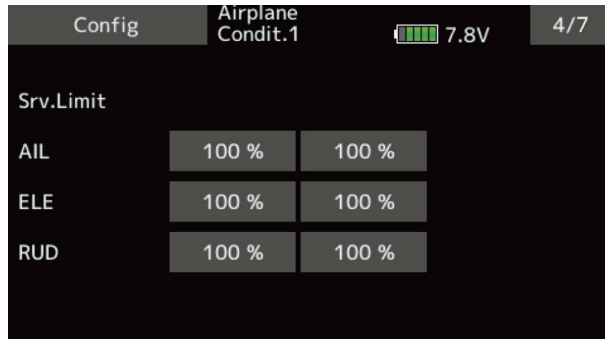 Config
Airplane
Condit.1
7.8V
4/7
Srv.Limit
AIL 100 % 100 %
ELE 100 % 100 %
RUD 100 % 100 %